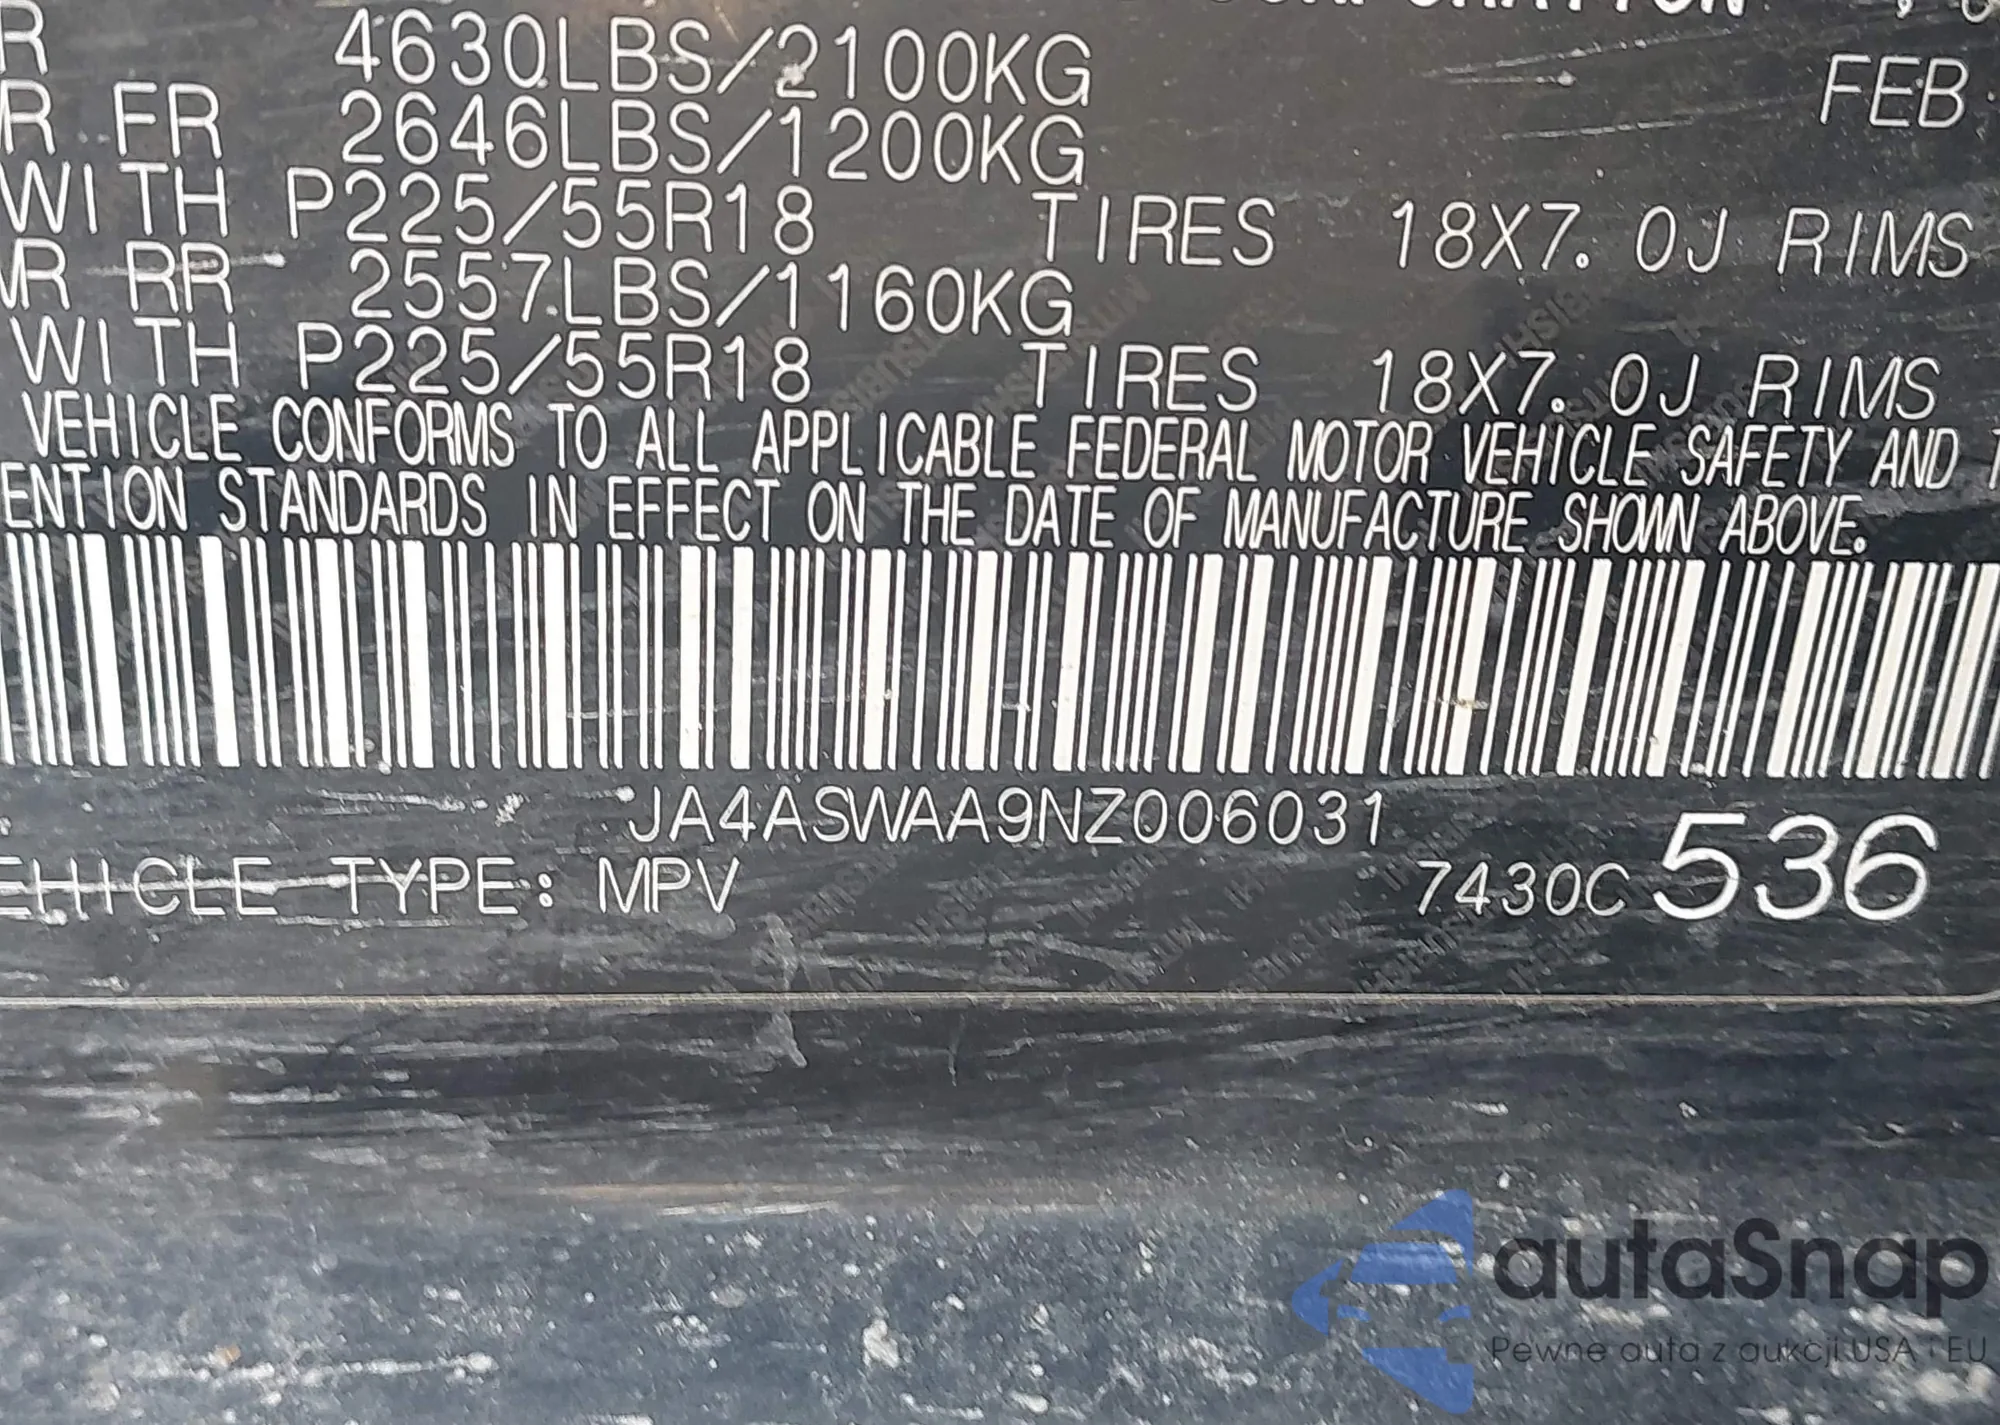 CORPORATION
R 4630LBS/2100KG FEB
R FR 2646LBS/1200KG
WITH P225/55R18 TIRES 18X7.0J RIMS
R RR 2557LBS/1160KG
WITH P225/55R18 TIRES 18X7.0J RIMS
VEHICLE CONFORMS TO ALL APPLICABLE FEDERAL MOTOR VEHICLE SAFETY AND
ENTION STANDARDS IN EFFECT ON THE DATE OF MANUFACTURE SHOWN ABOVE.
JA4ASWAA9NZ006031
EHICLE TYPE: MPV 7430C 536
autaSnap
Pewne auta z aukcji USA i EU